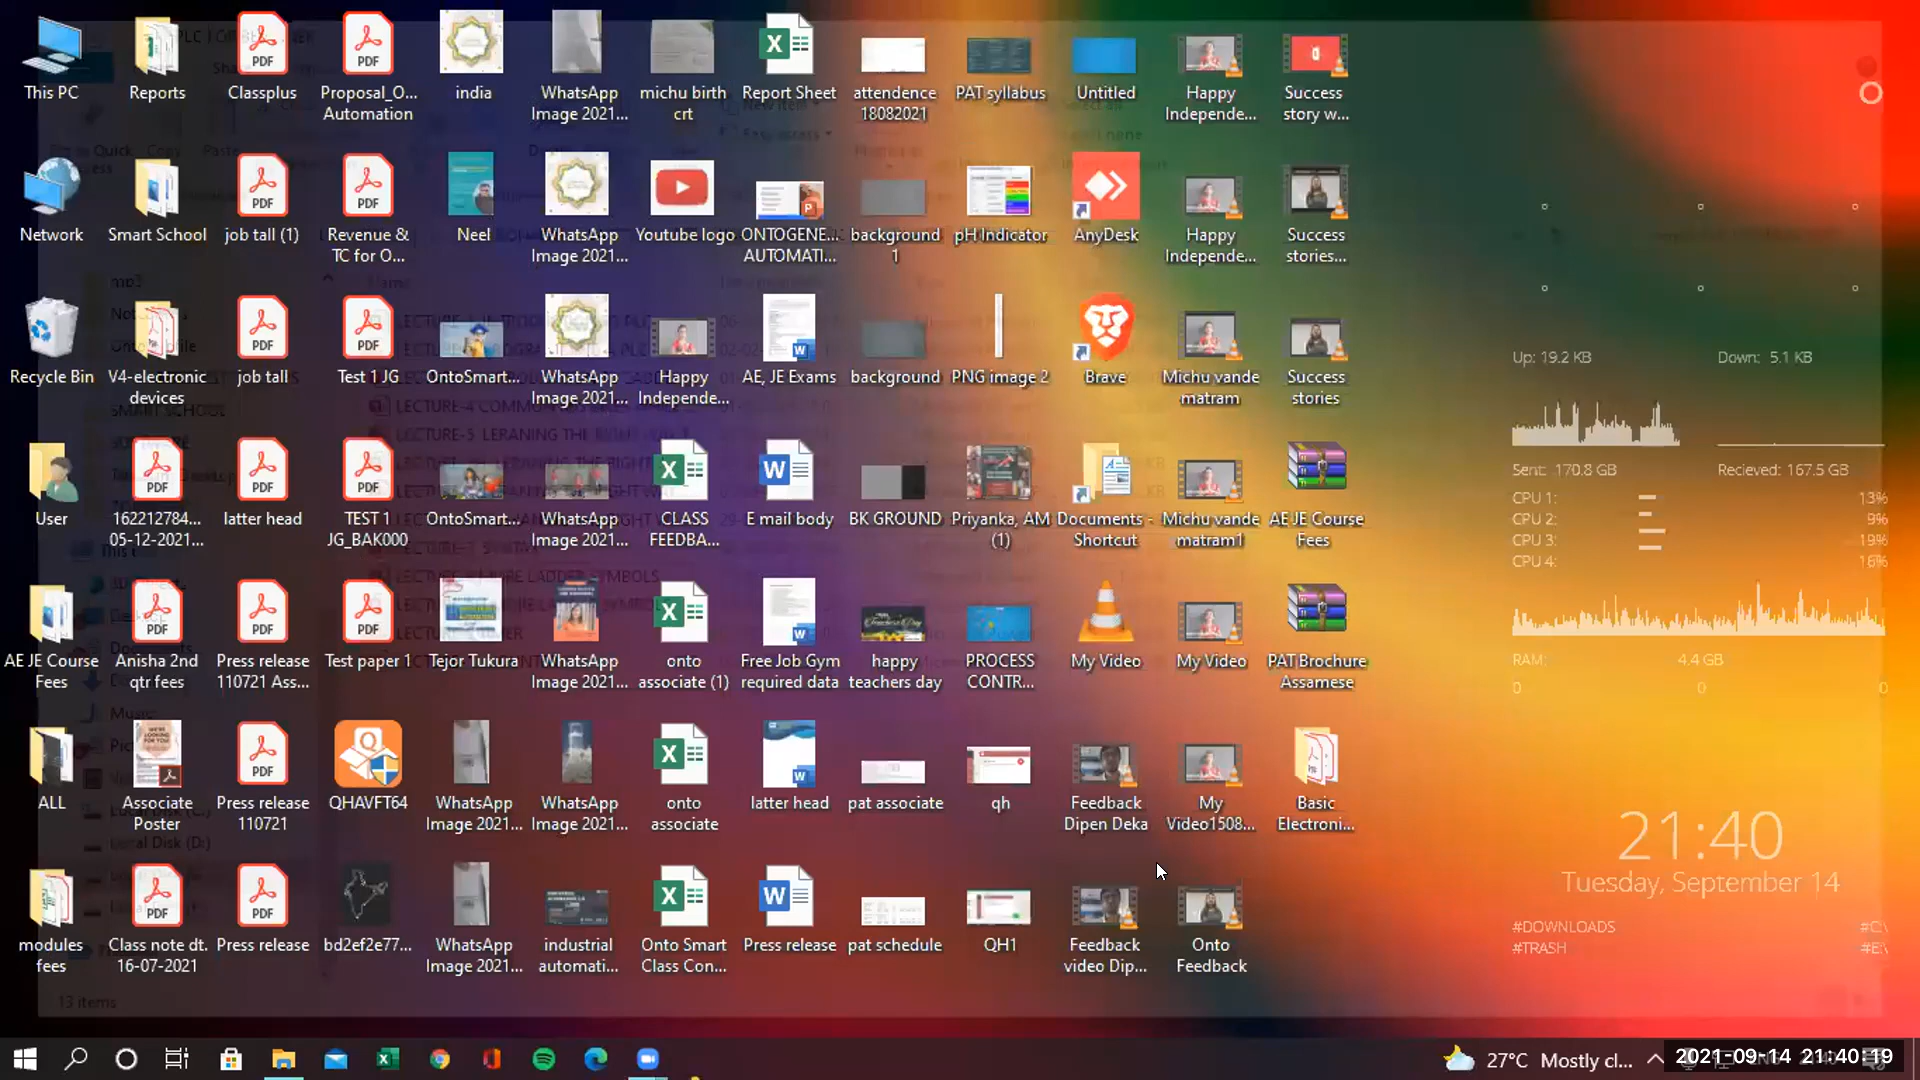 This PC
Reports
Classplus
Proposal_O...
Automation
india
WhatsApp
Image 2021...
michu birth
crt
Report Sheet
attendence
18082021
PAT syllabus
Untitled
Happy
Independe...
Success
story w...
Network
Smart School
job tall (1)
Revenue &
TC for O...
Neel
WhatsApp
Image 2021...
Youtube logo
ONTOGENE...
AUTOMATI...
background
1
pH Indicator
AnyDesk
Happy
Independe...
Success
stories...
Recycle Bin
V4-electronic
devices
job tall
Test 1 JG
OntoSmart...
WhatsApp
Image 2021...
Happy
Independe...
AE, JE Exams
background
PNG image 2
Brave
Michu vande
matram
Success
stories
User
162212784...
05-12-2021...
latter head
TEST 1
JG_BAK000
OntoSmart...
WhatsApp
Image 2021...
CLASS
FEEDBA...
E mail body
BK GROUND
Priyanka, AM
(1)
Documents -
Shortcut
Michu vande
matram1
AE JE Course
Fees
AE JE Course
Fees
Anisha 2nd
qtr fees
Press release
110721 Ass...
Test paper 1
Tejor Tukura
WhatsApp
Image 2021...
onto
associate (1)
Free Job Gym
required data
happy
teachers day
PROCESS
CONTR...
My Video
My Video
PAT Brochure
Assamese
ALL
Associate
Poster
Press release
110721
QHAVFT64
WhatsApp
Image 2021...
WhatsApp
Image 2021...
onto
associate
latter head
pat associate
qh
Feedback
Dipen Deka
My
Video1508...
Basic
Electroni...
modules
fees
Class note dt.
16-07-2021
Press release
bd2ef2e77...
WhatsApp
Image 2021...
industrial
automati...
Onto Smart
Class Con...
Press release
pat schedule
QH1
Feedback
video Dip...
Onto
Feedback
13 items
Up: 19.2 KB
Down: 5.1 KB
Sent: 170.8 GB
Recieved: 167.5 GB
CPU 1: 13%
CPU 2: 9%
CPU 3: 19%
CPU 4: 16%
RAM: 4.4 GB
0 0 0
21:40
Tuesday, September 14
#DOWNLOADS
#C:\
#TRASH
#E:\
27°C Mostly cl...
2021-09-14 21:40:19